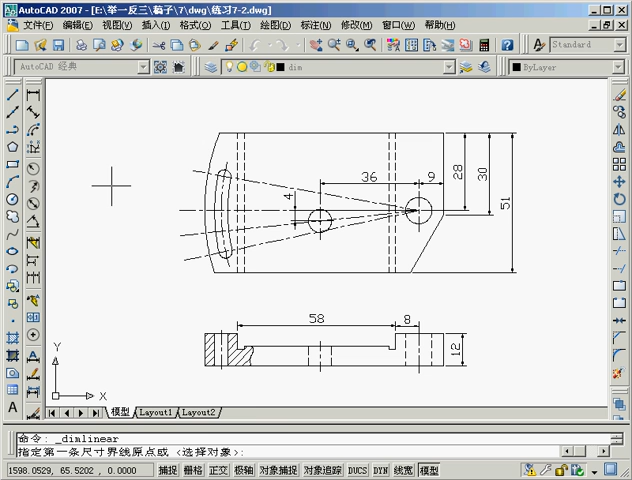 AutoCAD 2007 - [E:\举一反三\稿子\7\dwg\练习7-2.dwg]
文件(F) 编辑(E) 视图(V) 插入(I) 格式(O) 工具(T) 绘图(D) 标注(N) 修改(M) 窗口(W) 帮助(H)
Standard
AutoCAD 经典
dim
ByLayer
36
9
28
30
51
4
58
8
12
Y
X
A
模型 Layout1 Layout2
命令: _dimlinear
指定第一条尺寸界线原点或 <选择对象>:
1598.0529, 65.5202 , 0.0000 捕捉 栅格 正交 极轴 对象捕捉 对象追踪 DUCS DYN 线宽 模型